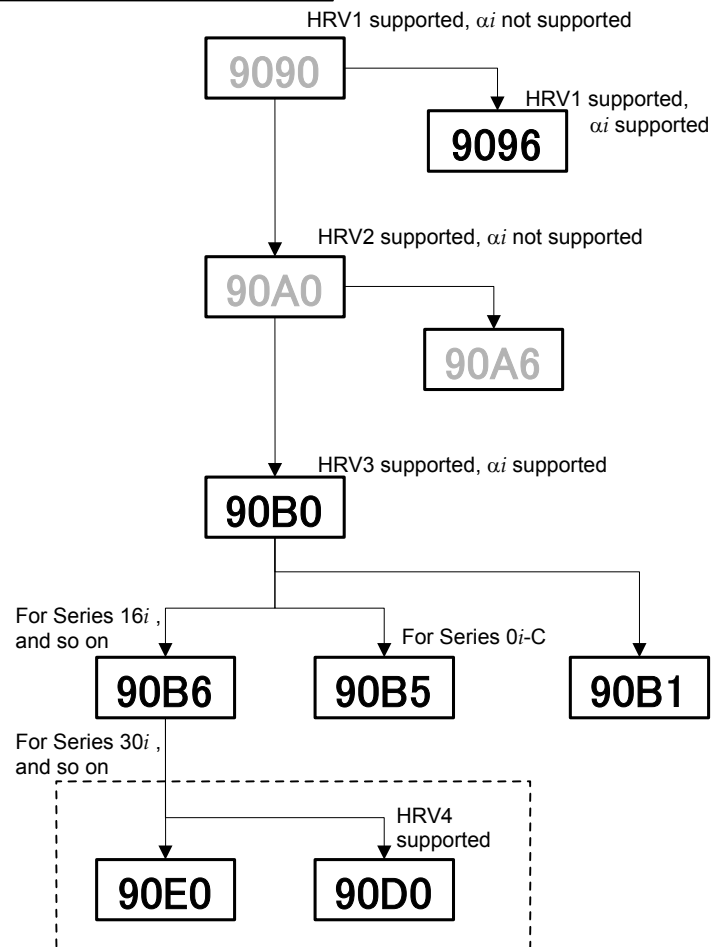 HRV1 supported, αi not supported
9090
HRV1 supported,
αi supported
9096
HRV2 supported, αi not supported
90A0
90A6
HRV3 supported, αi supported
90B0
For Series 16i ,
and so on
For Series 0i-C
90B6
90B5
90B1
For Series 30i ,
and so on
HRV4
supported
90E0
90D0